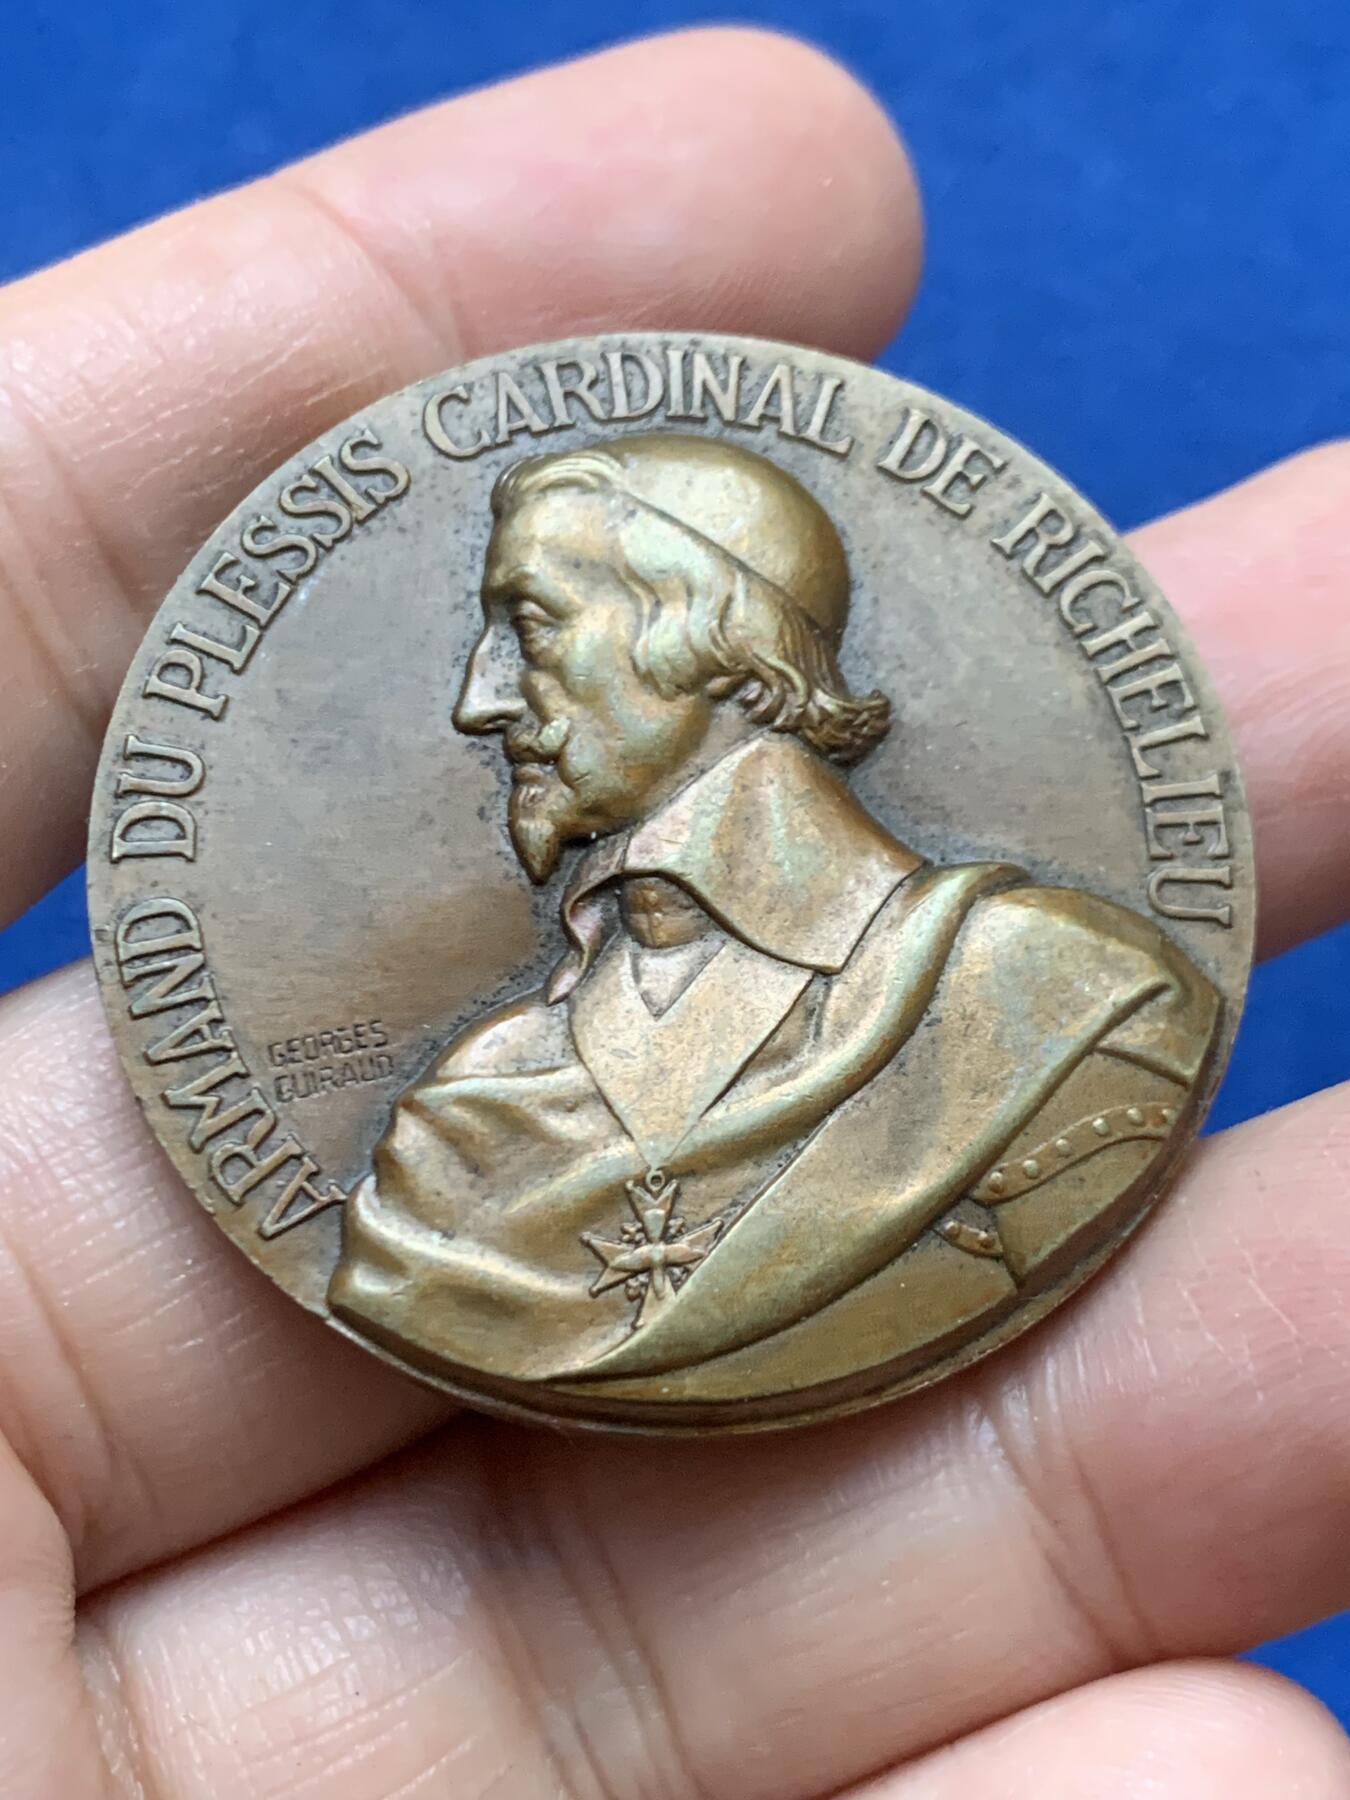 ARMAND DU PLESSIS CARDINAL DE RICHELIEU
GEORGES
GUIRAUD